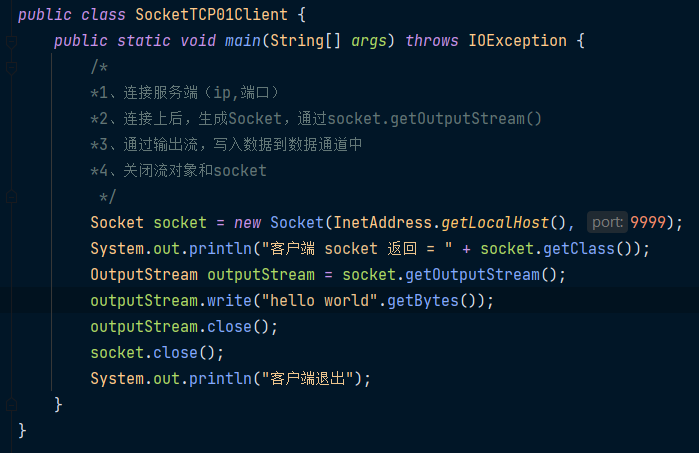 public class SocketTCP01Client {
public static void main(String[] args) throws IOException {
/*
*1、连接服务端（ip,端口）
*2、连接上后，生成Socket，通过socket.getOutputStream()
*3、通过输出流，写入数据到数据通道中
*4、关闭流对象和socket
*/
Socket socket = new Socket(InetAddress.getLocalHost(), port: 9999);
System.out.println("客户端 socket 返回 = " + socket.getClass());
OutputStream outputStream = socket.getOutputStream();
outputStream.write("hello world".getBytes());
outputStream.close();
socket.close();
System.out.println("客户端退出");
}
}